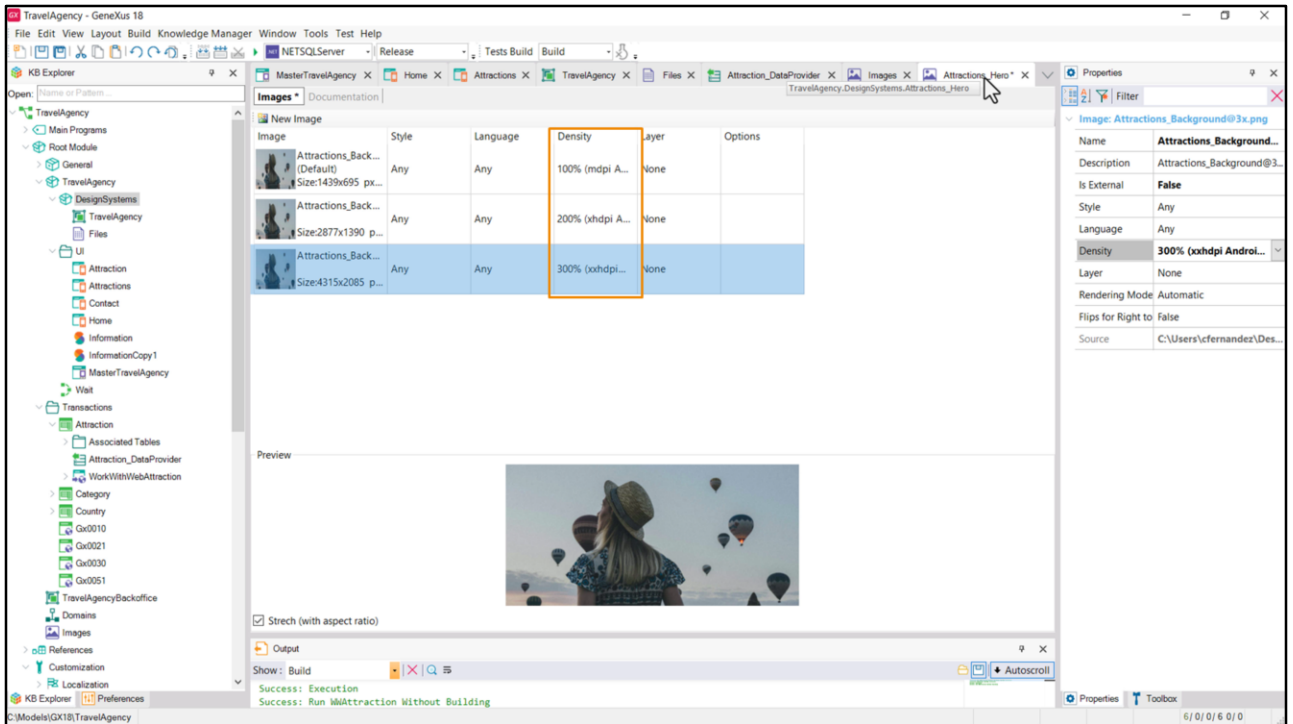 TravelAgency - GeneXus 18
File Edit View Layout Build Knowledge Manager Window Tools Test Help
NETSQLServer Release Tests Build Build
KB Explorer
Open: Name or Pattern ...
TravelAgency
Main Programs
Root Module
General
TravelAgency
DesignSystems
TravelAgency
Files
UI
Attraction
Attractions
Contact
Home
Information
InformationCopy1
MasterTravelAgency
Wait
Transactions
Attraction
Associated Tables
Attraction_DataProvider
WorkWithWebAttraction
Category
Country
Gx0010
Gx0021
Gx0030
Gx0051
TravelAgencyBackoffice
Domains
Images
References
Customization
Localization
KB Explorer Preferences
MasterTravelAgency Home Attractions TravelAgency Files Attraction_DataProvider Images Attractions_Hero*
TravelAgency.DesignSystems.Attractions_Hero
Images * Documentation
New Image
Image Style Language Density Layer Options
Attractions_Back...
(Default)
Size:1439x695 px...
Any Any 100% (mdpi A... None
Attractions_Back...
Size:2877x1390 p...
Any Any 200% (xhdpi A... None
Attractions_Back...
Size:4315x2085 p...
Any Any 300% (xxhdpi... None
Preview
Strech (with aspect ratio)
Output
Show: Build Autoscroll
Success: Execution
Success: Run WWAttraction Without Building
Properties
Filter
Image: Attractions_Background@3x.png
Name Attractions_Background...
Description Attractions_Background@3...
Is External False
Style Any
Language Any
Density 300% (xxhdpi Androi...
Layer None
Rendering Mode Automatic
Flips for Right to False
Source C:\Users\cfernandez\Des...
Properties Toolbox
C:\Models\GX18\TravelAgency
6/ 0/ 0/ 6 0/ 0